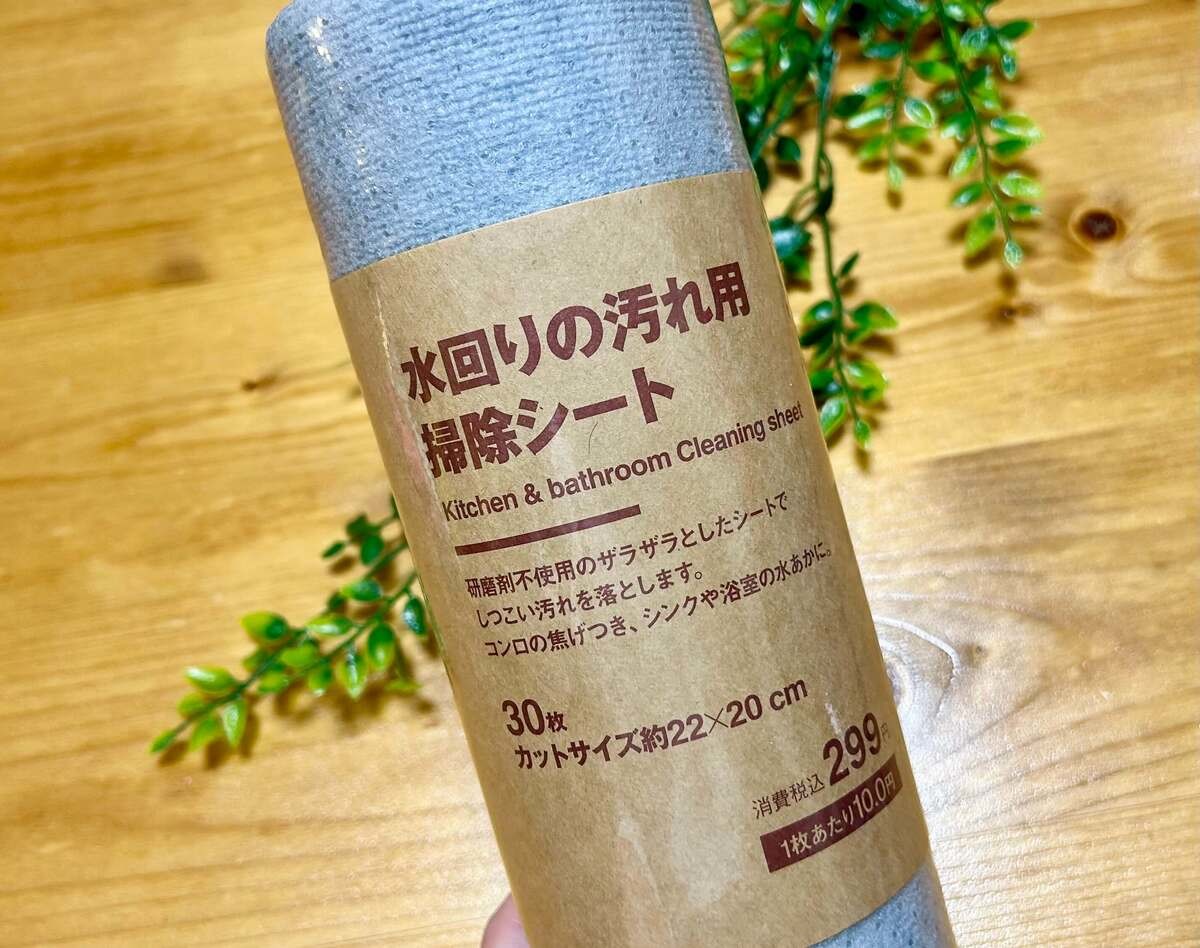 水回りの汚れ用
掃除シート
Kitchen & bathroom Cleaning sheet
研磨剤不使用のザラザラとしたシートで
しつこい汚れを落とします。
コンロの焦げつき、シンクや浴室の水あかに。
30枚
カットサイズ約22×20 cm
消費税込299円
1枚あたり10.0円